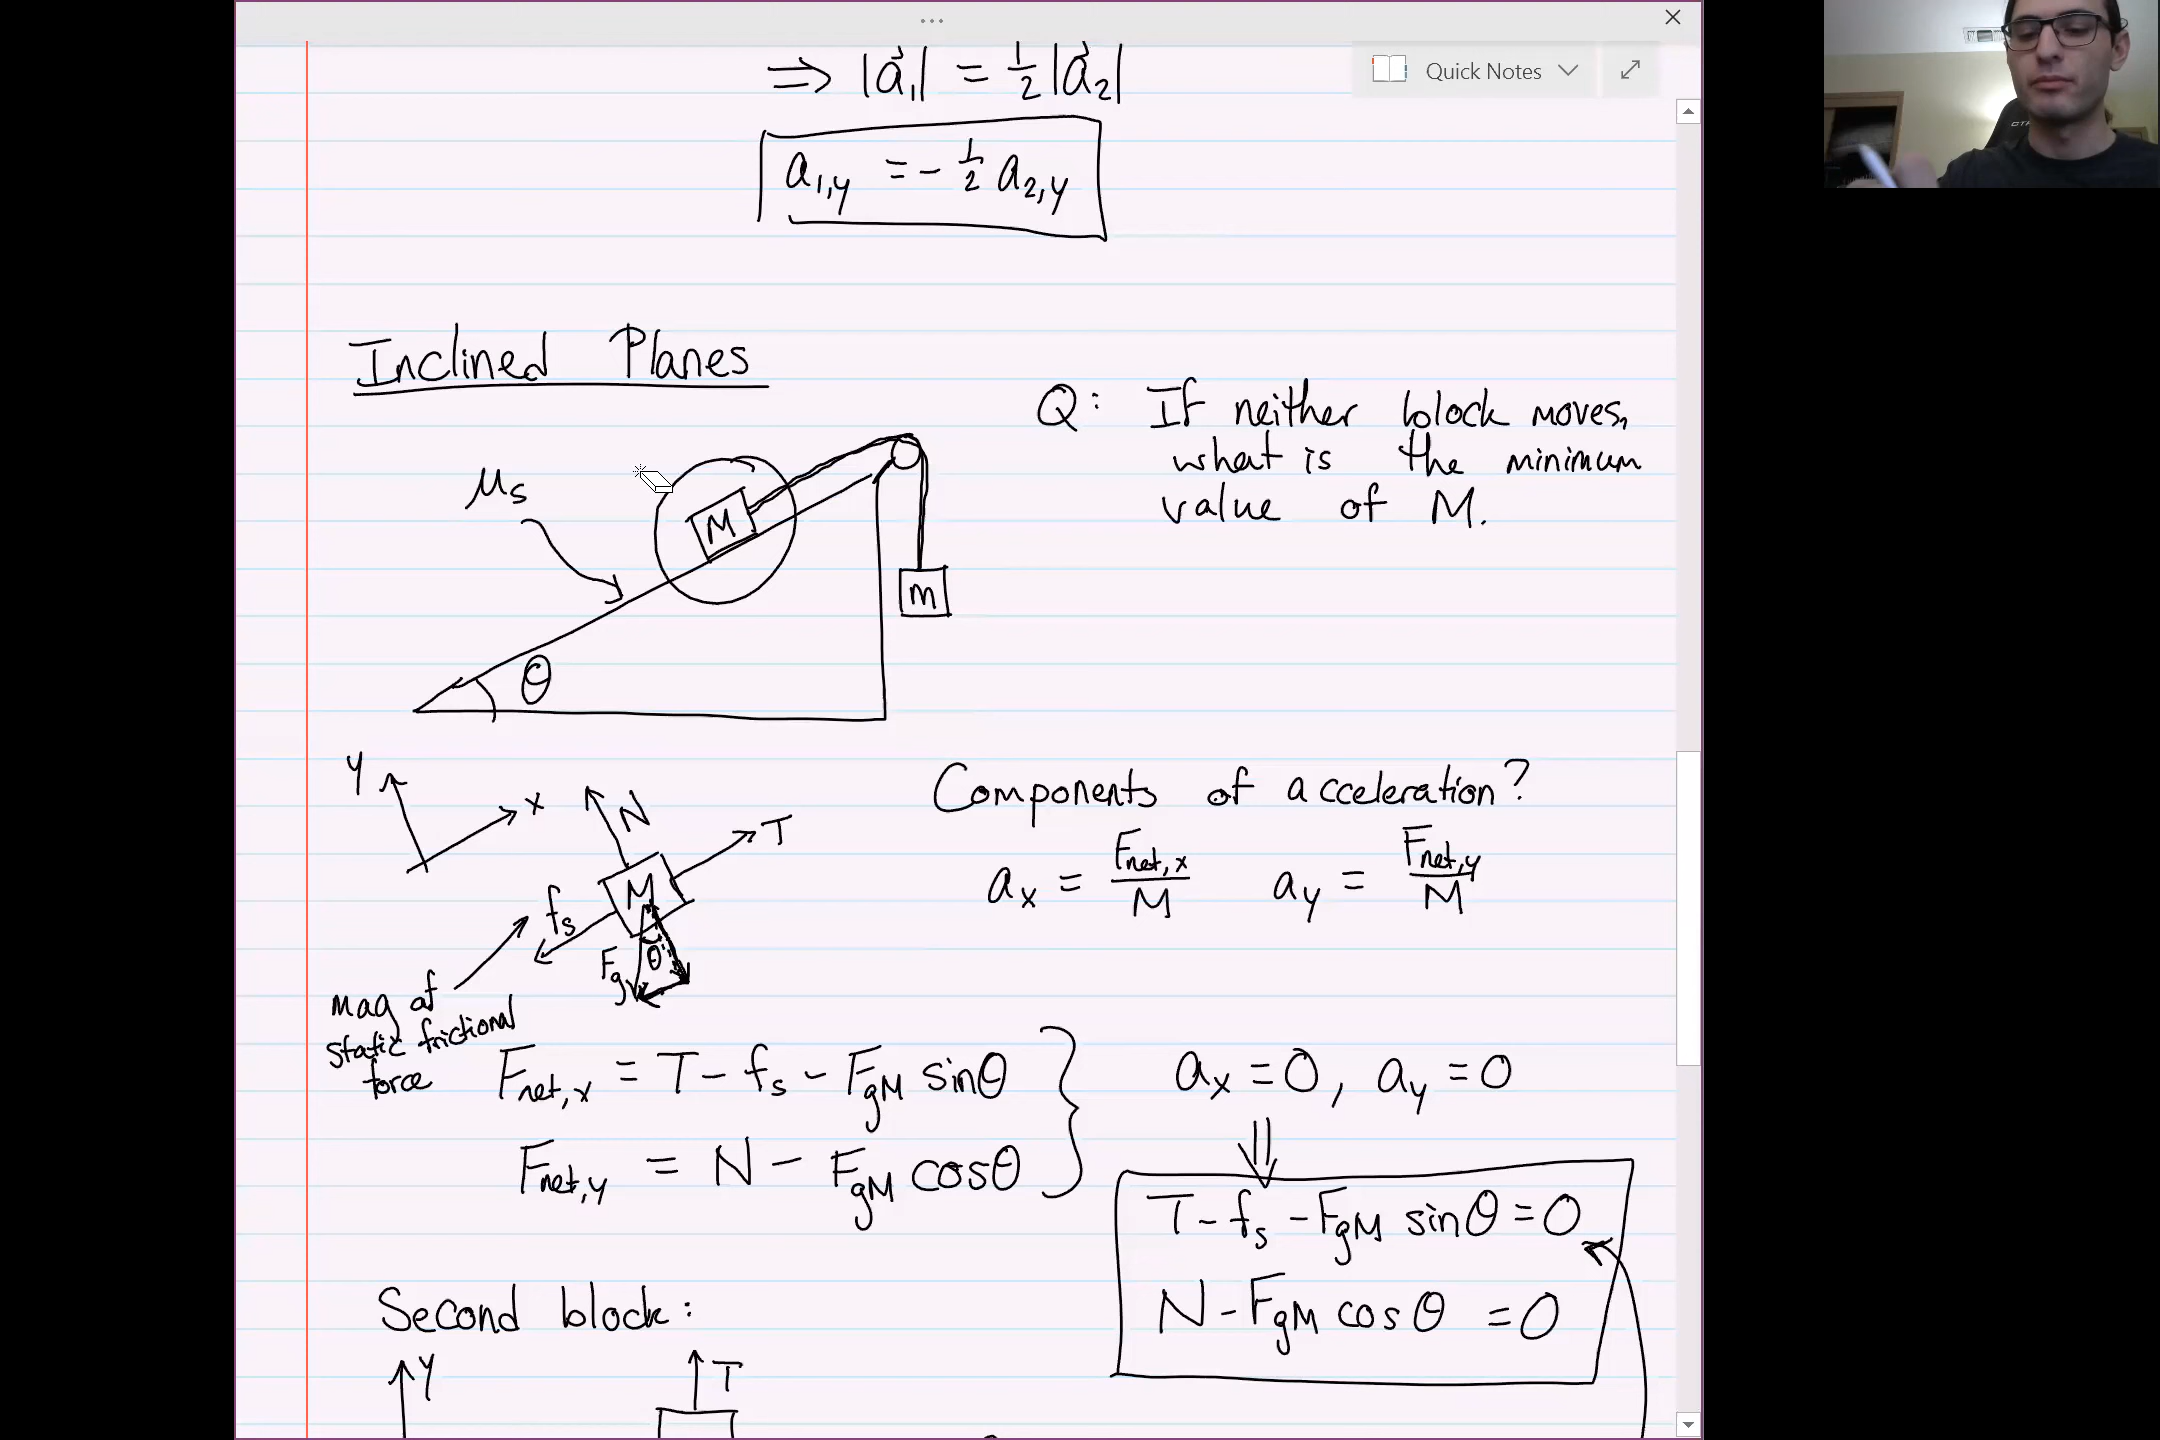 ⇒ |a⃗₁| = ½ |a⃗₂|
Quick Notes
a₁,y = - ½ a₂,y
Inclined Planes
Q: If neither block moves,
what is the minimum
value of M.
μs
M
m
θ
y
x
N
T
M
fs
θ
Fg
mag of
static frictional
force
Components of acceleration?
ax = Fnet,x / M    ay = Fnet,y / M
Fnet,x = T - fs - FgM sinθ
Fnet,y = N - FgM cosθ
ax = 0, ay = 0
⇓
T - fs - FgM sinθ = 0
N - FgM cosθ = 0
Second block:
y
T